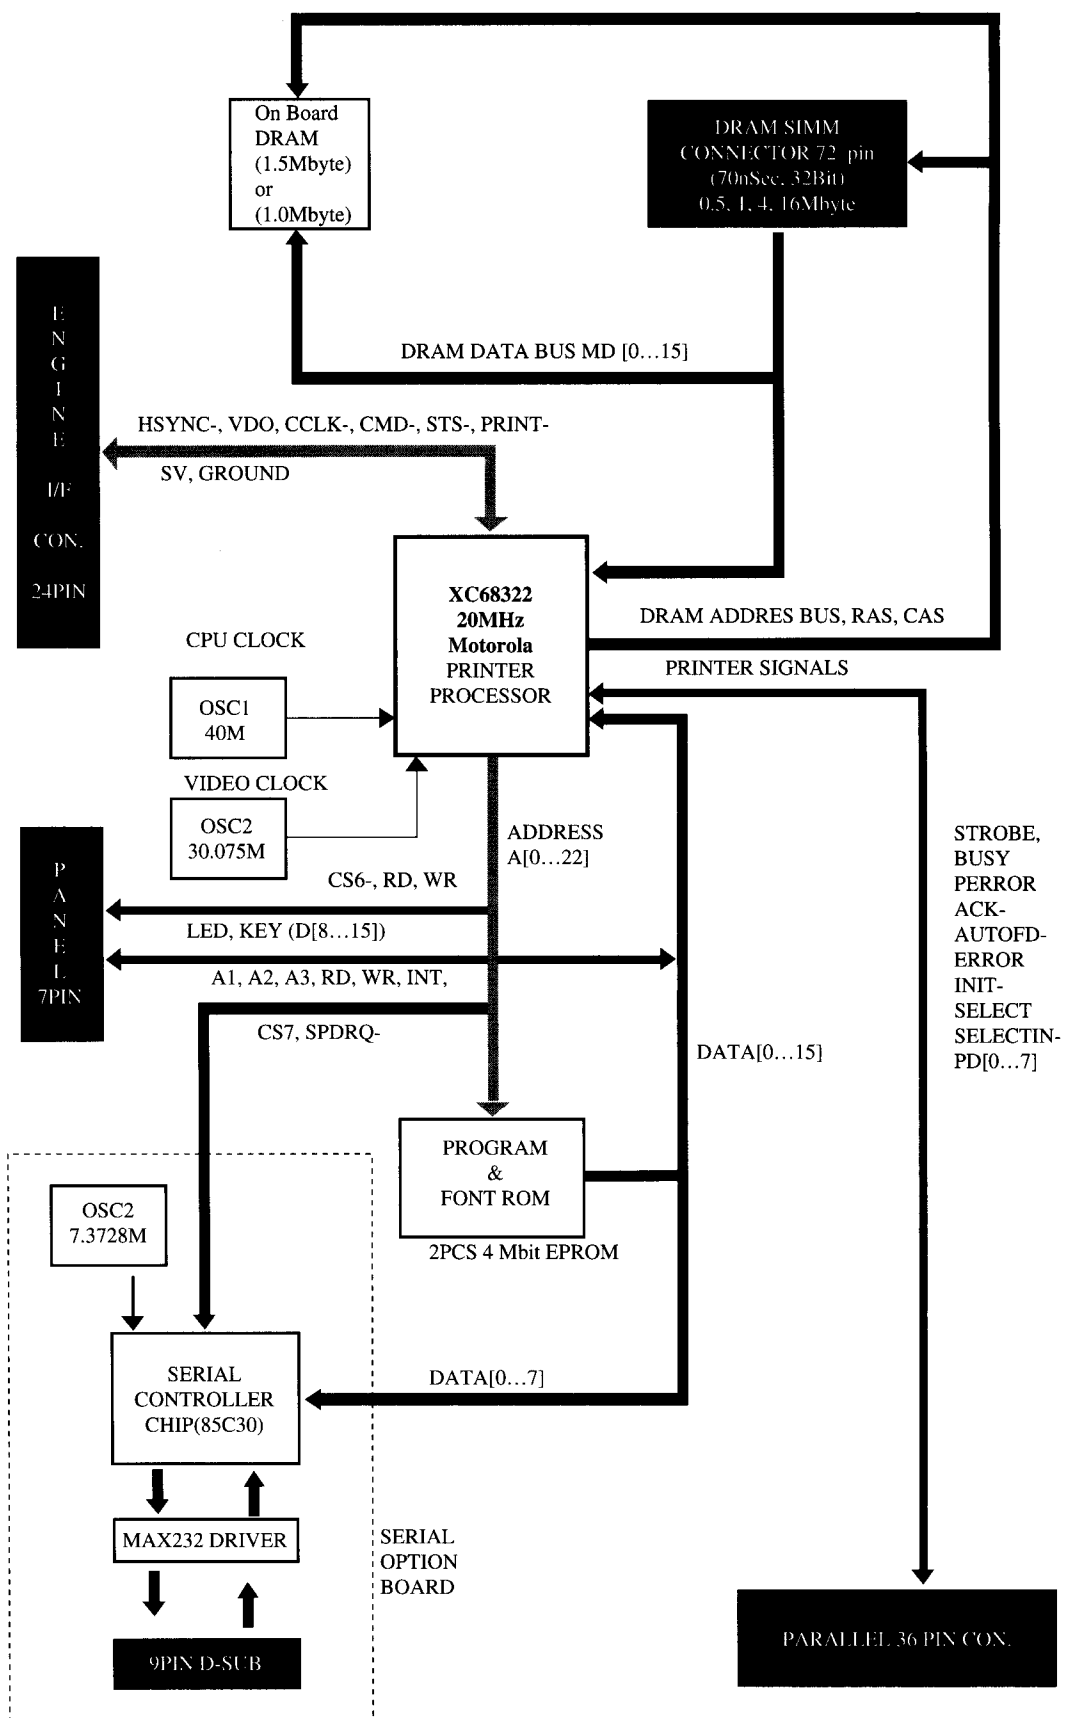 On Board
DRAM
(1.5Mbyte)
or
(1.0Mbyte)
DRAM SIMM
CONNECTOR 72 pin
(70nSec, 32Bit)
0.5, 1, 4, 16Mbyte
E
N
G
I
N
E
I/F
CON.
24PIN
DRAM DATA BUS MD [0...15]
HSYNC-, VDO, CCLK-, CMD-, STS-, PRINT-
SV, GROUND
XC68322
20MHz
Motorola
PRINTER
PROCESSOR
DRAM ADDRES BUS, RAS, CAS
PRINTER SIGNALS
CPU CLOCK
OSC1
40M
VIDEO CLOCK
OSC2
30.075M
ADDRESS
A[0...22]
P
A
N
E
L
7PIN
CS6-, RD, WR
LED, KEY (D[8...15])
A1, A2, A3, RD, WR, INT,
CS7, SPDRQ-
STROBE,
BUSY
PERROR
ACK-
AUTOFD-
ERROR
INIT-
SELECT
SELECTIN-
PD[0...7]
DATA[0...15]
PROGRAM
&
FONT ROM
2PCS 4 Mbit EPROM
OSC2
7.3728M
SERIAL
CONTROLLER
CHIP(85C30)
DATA[0...7]
MAX232 DRIVER
SERIAL
OPTION
BOARD
9PIN D-SUB
PARALLEL 36 PIN CON.